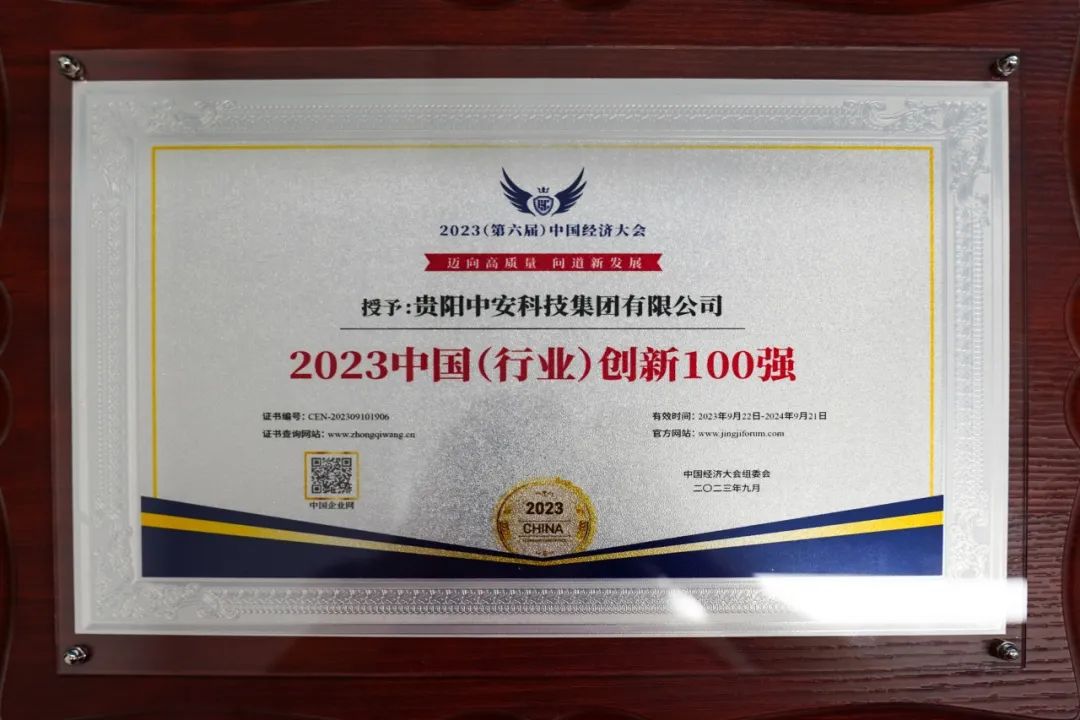 2023(第六届)中国经济大会
迈向高质量 问道新发展
授予:贵阳中安科技集团有限公司
2023中国(行业)创新100强
证书编号: CEN-202309101906
证书查询网站: www.zhongqiwang.cn
有效时间: 2023年9月22日-2024年9月21日
官方网站: www.jingjiforum.com
中国企业网
中国经济大会组委会
二〇二三年九月
2023
CHINA